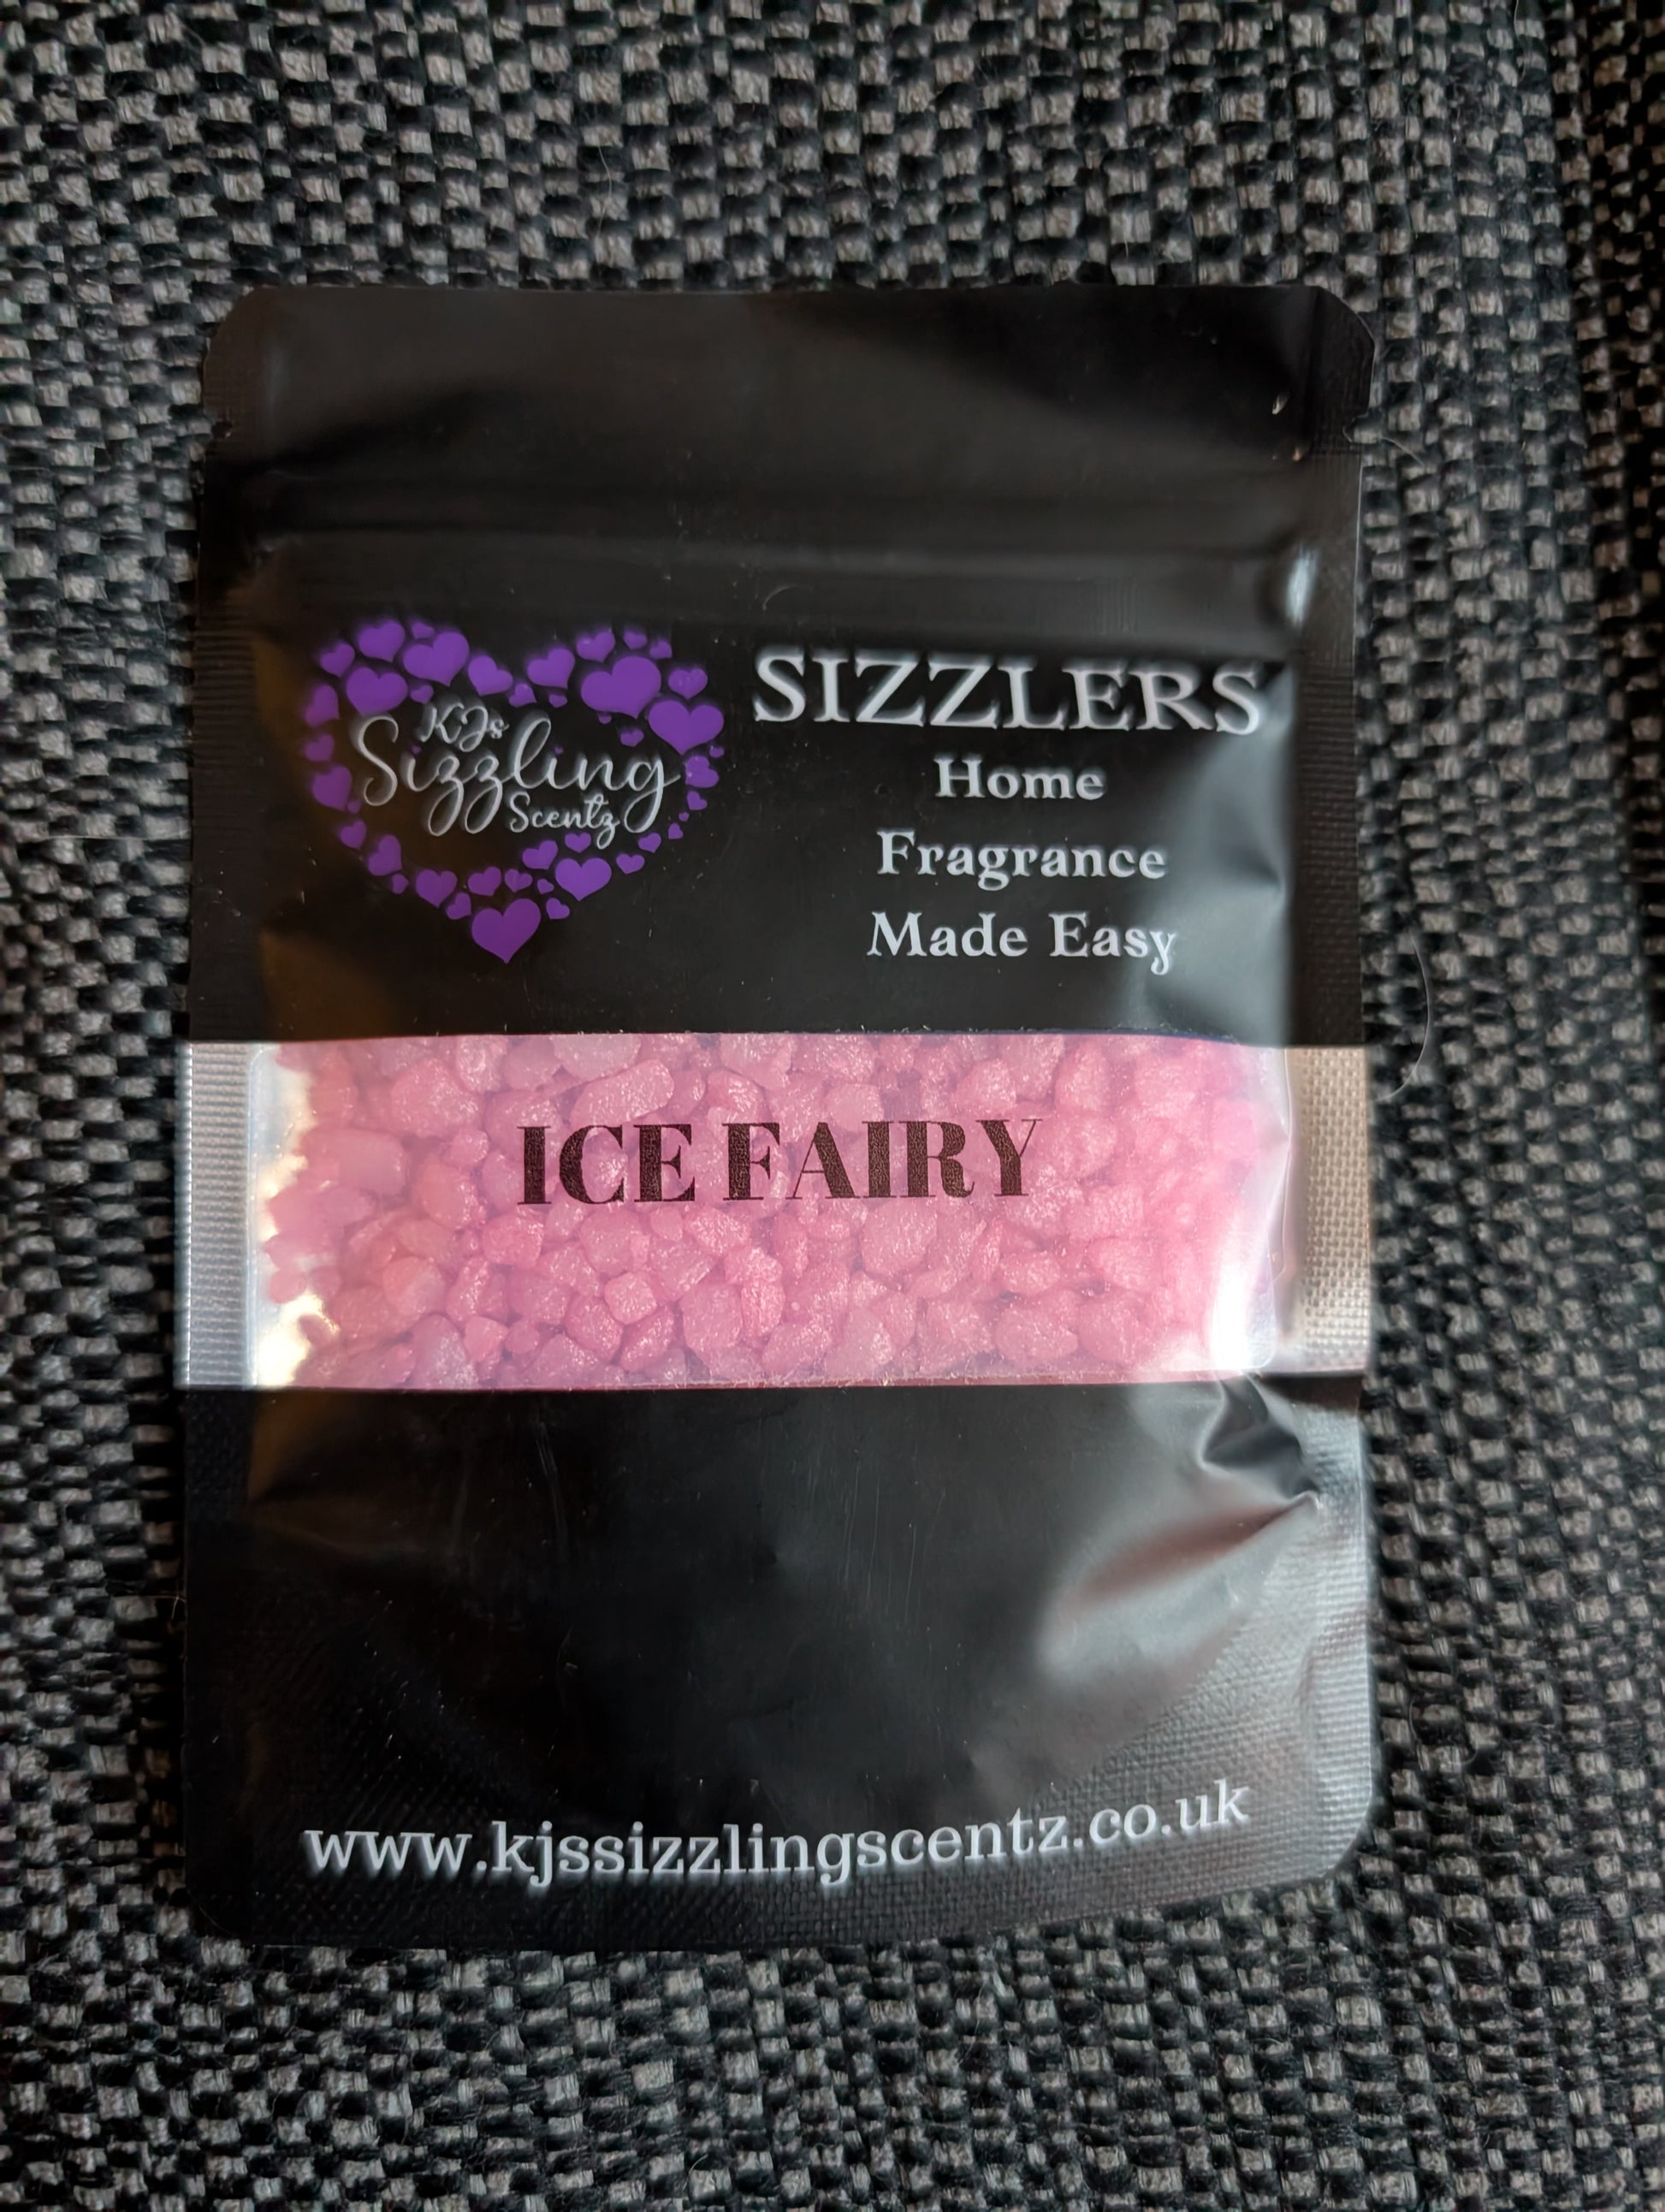 KJs
Sizzling
Scentz
SIZZLERS
Home
Fragrance
Made Easy
ICE FAIRY
www.kjssizzlingscentz.co.uk